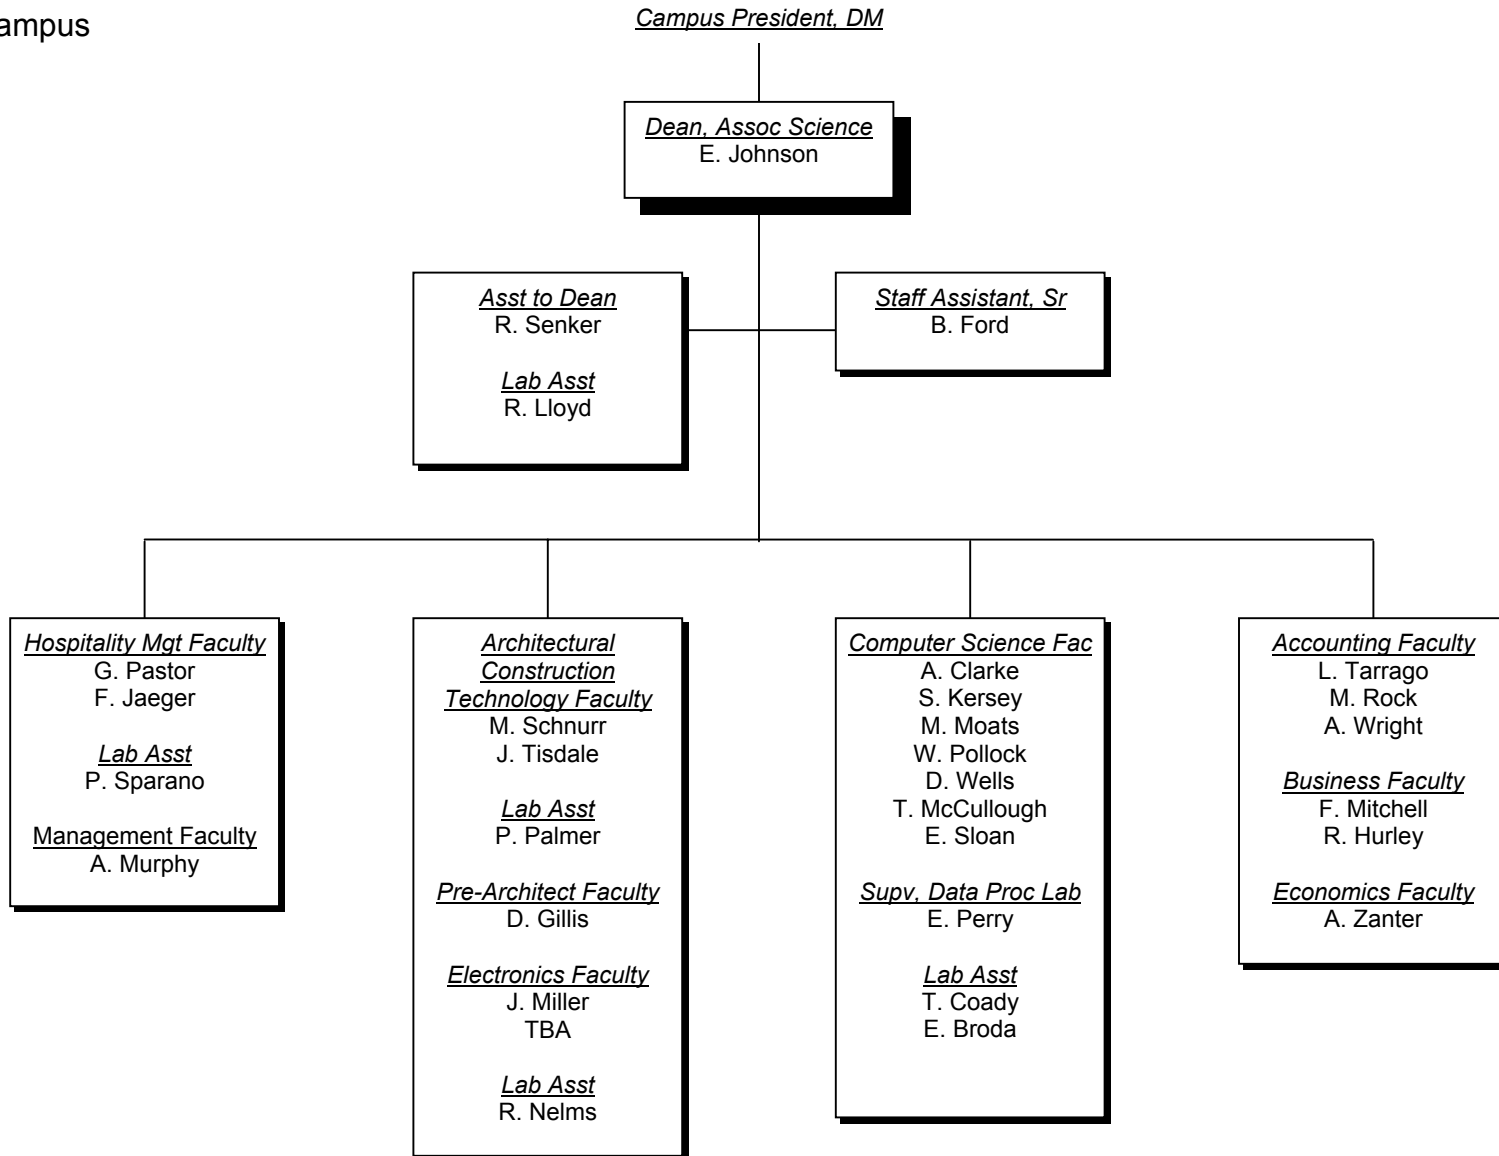 ampus
Campus President, DM
Dean, Assoc Science
E. Johnson
Asst to Dean
R. Senker
Lab Asst
R. Lloyd
Staff Assistant, Sr
B. Ford
Hospitality Mgt Faculty
G. Pastor
F. Jaeger
Lab Asst
P. Sparano
Management Faculty
A. Murphy
Architectural
Construction
Technology Faculty
M. Schnurr
J. Tisdale
Lab Asst
P. Palmer
Pre-Architect Faculty
D. Gillis
Electronics Faculty
J. Miller
TBA
Lab Asst
R. Nelms
Computer Science Fac
A. Clarke
S. Kersey
M. Moats
W. Pollock
D. Wells
T. McCullough
E. Sloan
Supv, Data Proc Lab
E. Perry
Lab Asst
T. Coady
E. Broda
Accounting Faculty
L. Tarrago
M. Rock
A. Wright
Business Faculty
F. Mitchell
R. Hurley
Economics Faculty
A. Zanter